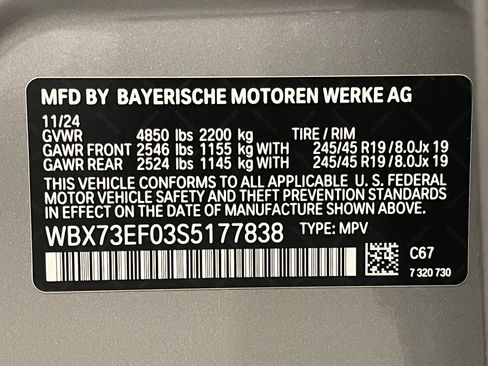 MFD BY BAYERISCHE MOTOREN WERKE AG
11/24
GVWR 4850 lbs 2200 kg TIRE / RIM
GAWR FRONT 2546 lbs 1155 kg WITH 245/45 R19/8.0Jx 19
GAWR REAR 2524 lbs 1145 kg WITH 245/45 R19/8.0Jx 19
THIS VEHICLE CONFORMS TO ALL APPLICABLE U. S. FEDERAL
MOTOR VEHICLE SAFETY AND THEFT PREVENTION STANDARDS
IN EFFECT ON THE DATE OF MANUFACTURE SHOWN ABOVE.
WBX73EF03S5177838 TYPE: MPV
C67
7 320 730